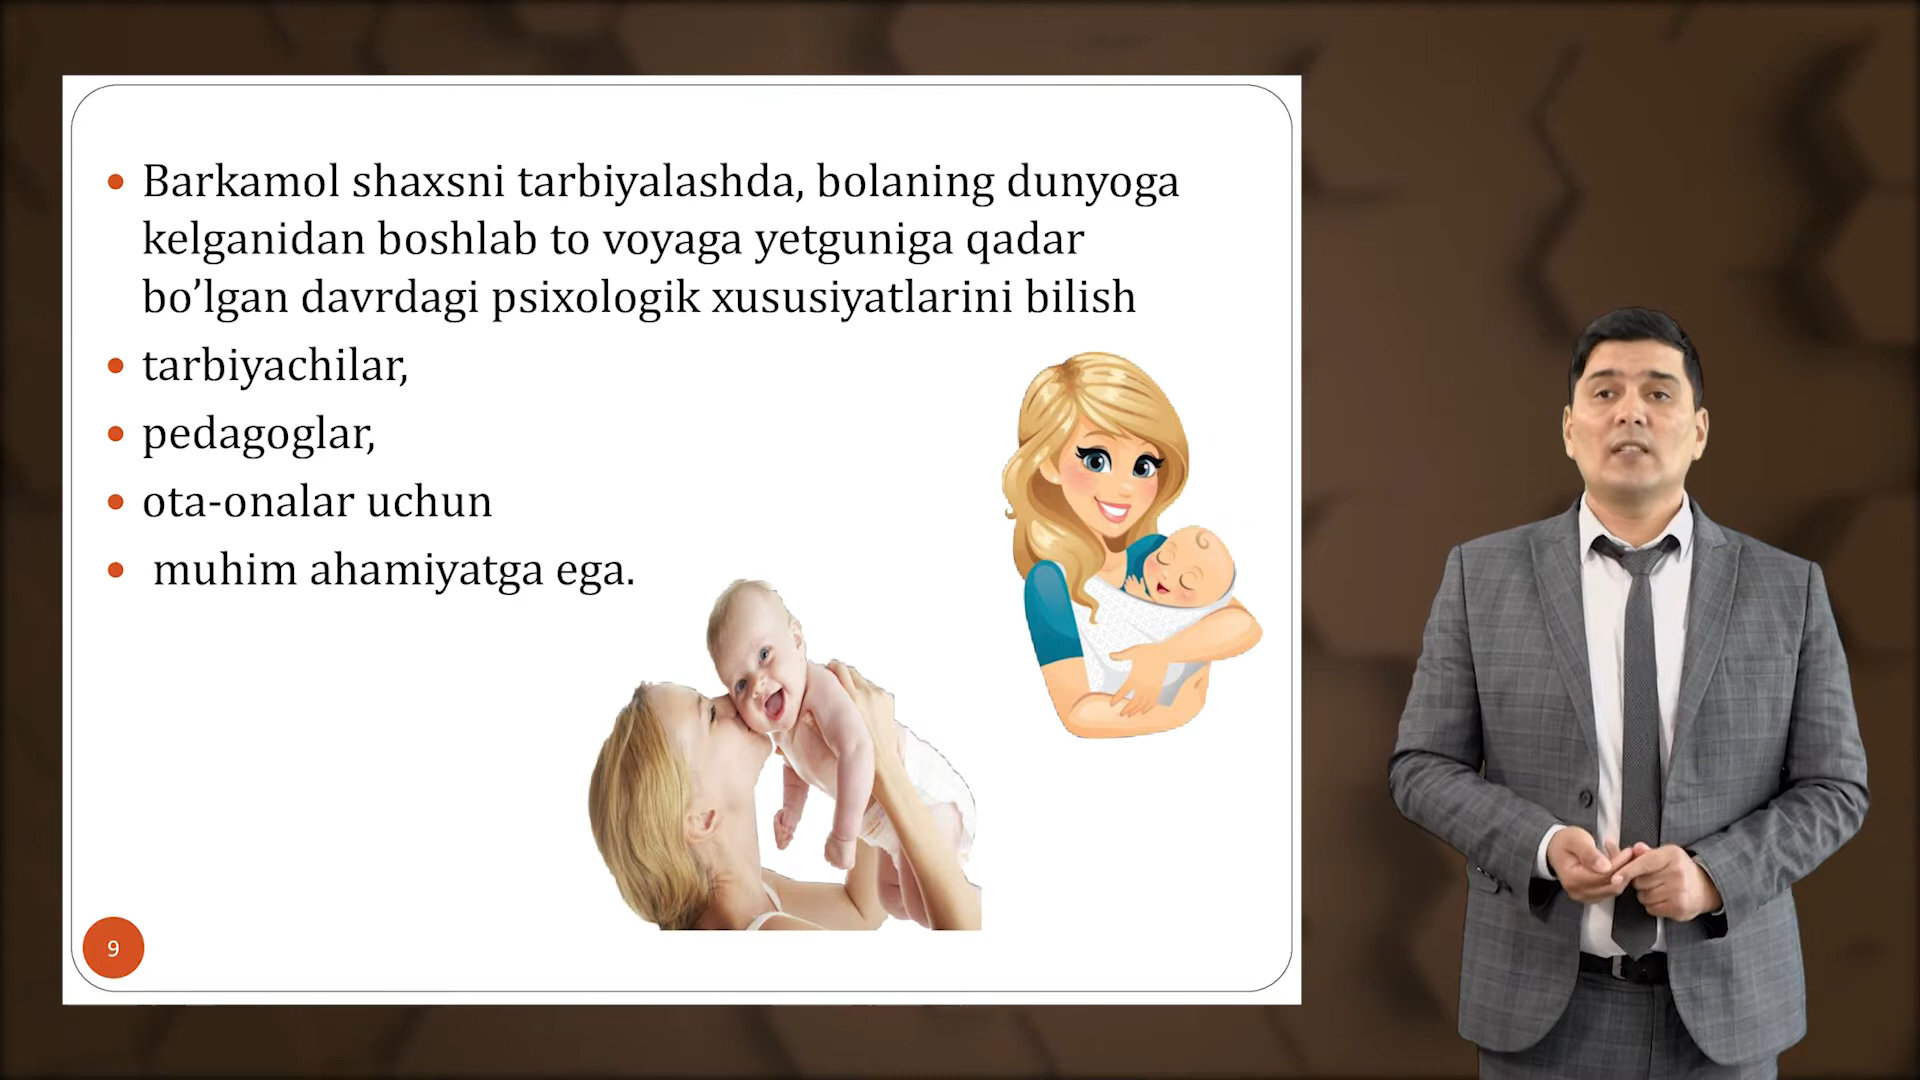 Barkamol shaxsni tarbiyalashda, bolaning dunyoga
kelganidan boshlab to voyaga yetguniga qadar
bo’lgan davrdagi psixologik xususiyatlarini bilish
tarbiyachilar,
pedagoglar,
ota-onalar uchun
muhim ahamiyatga ega.
9